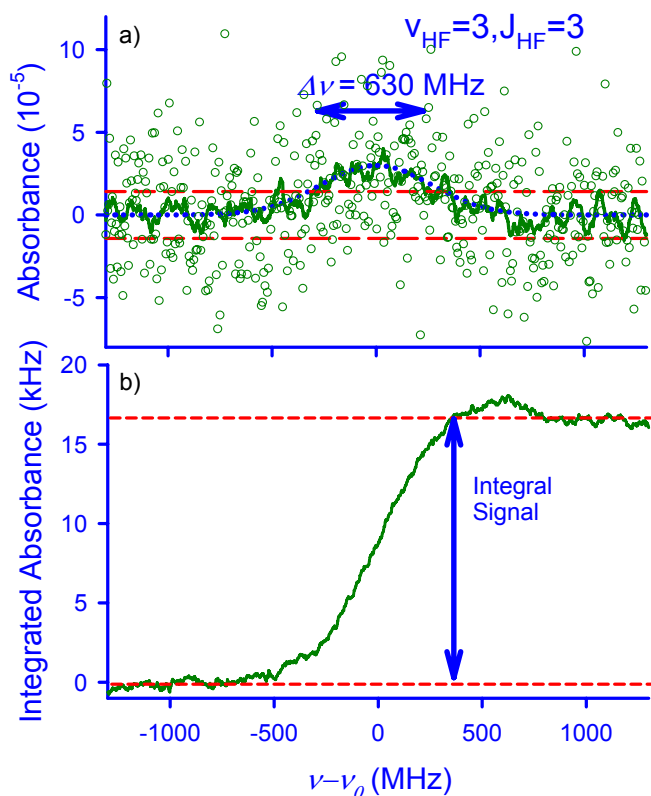 a)
v_HF=3,J_HF=3
Δν = 630 MHz
Absorbance (10⁻⁵)
10
5
0
-5
b)
Integrated Absorbance (kHz)
20
15
10
5
0
Integral
Signal
-1000 -500 0 500 1000
ν−ν₀ (MHz)